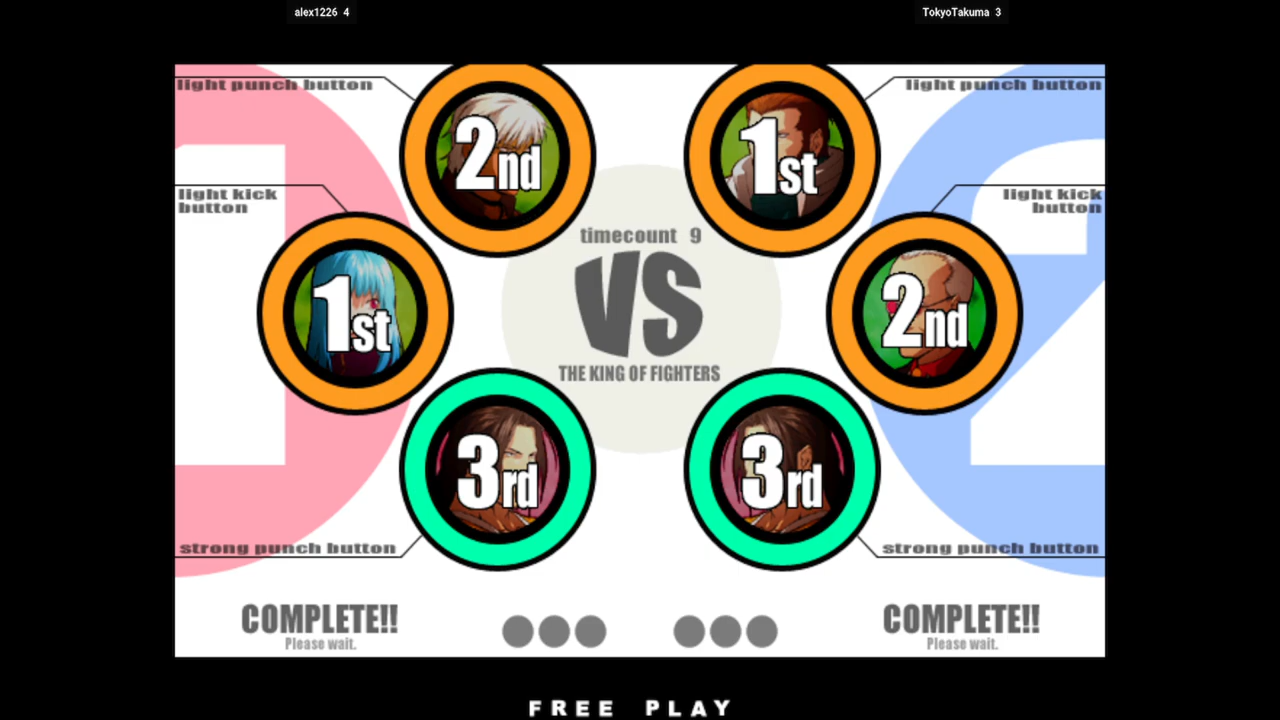 alex1226 4
TokyoTakuma 3
light punch button
light punch button
2nd
1st
light kick
button
light kick
button
timecount 9
VS
THE KING OF FIGHTERS
1st
2nd
1
2
3rd
3rd
strong punch button
strong punch button
COMPLETE!!
Please wait.
COMPLETE!!
Please wait.
FREE PLAY